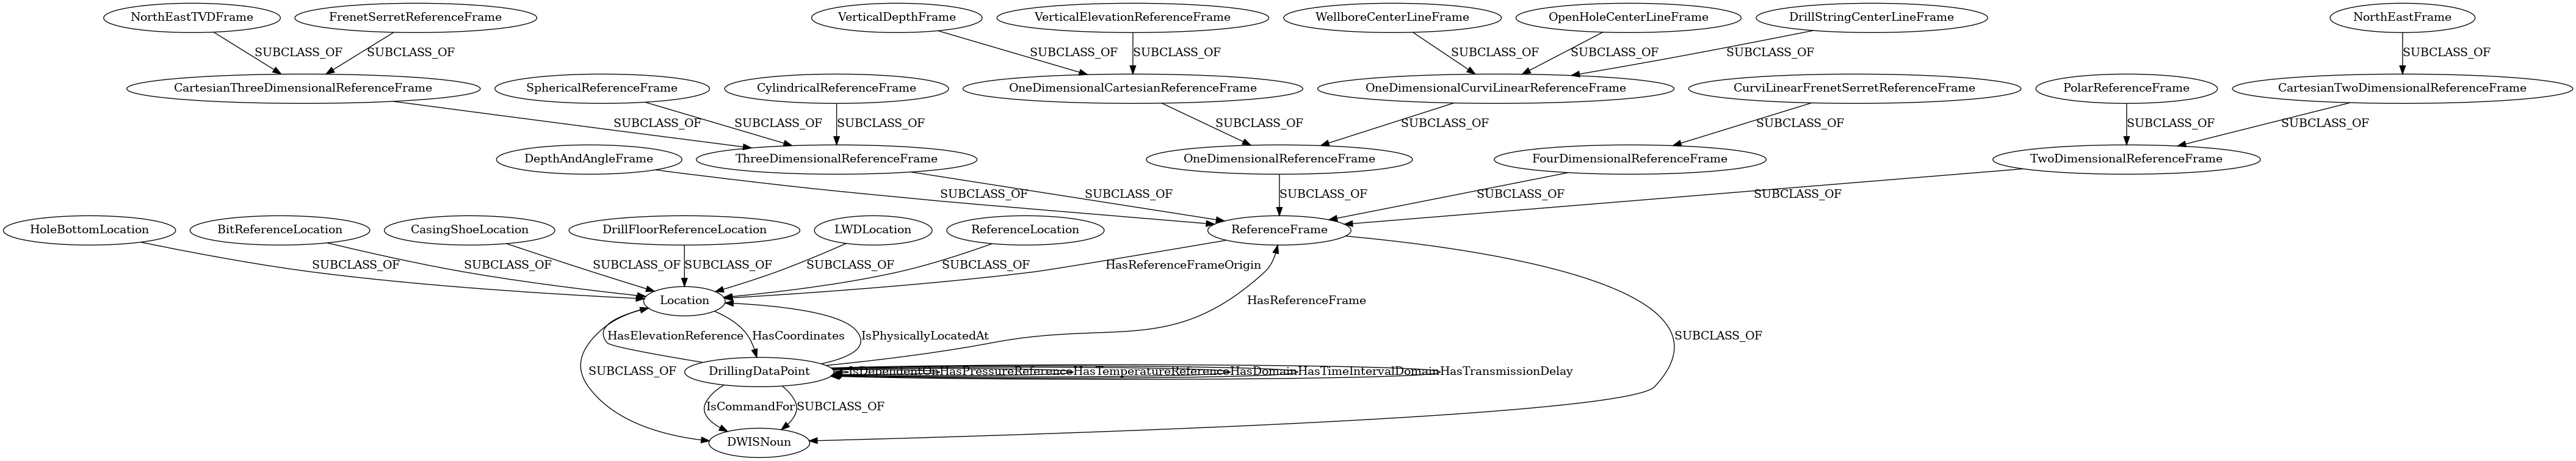 NorthEastTVDFrame
FrenetSerretReferenceFrame
VerticalDepthFrame
VerticalElevationReferenceFrame
WellboreCenterLineFrame
OpenHoleCenterLineFrame
DrillStringCenterLineFrame
NorthEastFrame
SUBCLASS_OF
SUBCLASS_OF
SUBCLASS_OF
SUBCLASS_OF
SUBCLASS_OF
SUBCLASS_OF
SUBCLASS_OF
SUBCLASS_OF
CartesianThreeDimensionalReferenceFrame
SphericalReferenceFrame
CylindricalReferenceFrame
OneDimensionalCartesianReferenceFrame
OneDimensionalCurviLinearReferenceFrame
CurviLinearFrenetSerretReferenceFrame
PolarReferenceFrame
CartesianTwoDimensionalReferenceFrame
SUBCLASS_OF
SUBCLASS_OF
SUBCLASS_OF
SUBCLASS_OF
SUBCLASS_OF
SUBCLASS_OF
SUBCLASS_OF
SUBCLASS_OF
DepthAndAngleFrame
ThreeDimensionalReferenceFrame
OneDimensionalReferenceFrame
FourDimensionalReferenceFrame
TwoDimensionalReferenceFrame
SUBCLASS_OF
SUBCLASS_OF
SUBCLASS_OF
SUBCLASS_OF
SUBCLASS_OF
HoleBottomLocation
BitReferenceLocation
CasingShoeLocation
DrillFloorReferenceLocation
LWDLocation
ReferenceLocation
ReferenceFrame
SUBCLASS_OF
SUBCLASS_OF
SUBCLASS_OF
SUBCLASS_OF
SUBCLASS_OF
SUBCLASS_OF
HasReferenceFrameOrigin
Location
HasReferenceFrame
HasElevationReference
HasCoordinates
IsPhysicallyLocatedAt
SUBCLASS_OF
SUBCLASS_OF
DrillingDataPoint
IsDependentOn
HasPressureReference
HasTemperatureReference
HasDomain
HasTimeIntervalDomain
HasTransmissionDelay
IsCommandFor
SUBCLASS_OF
DWISNoun